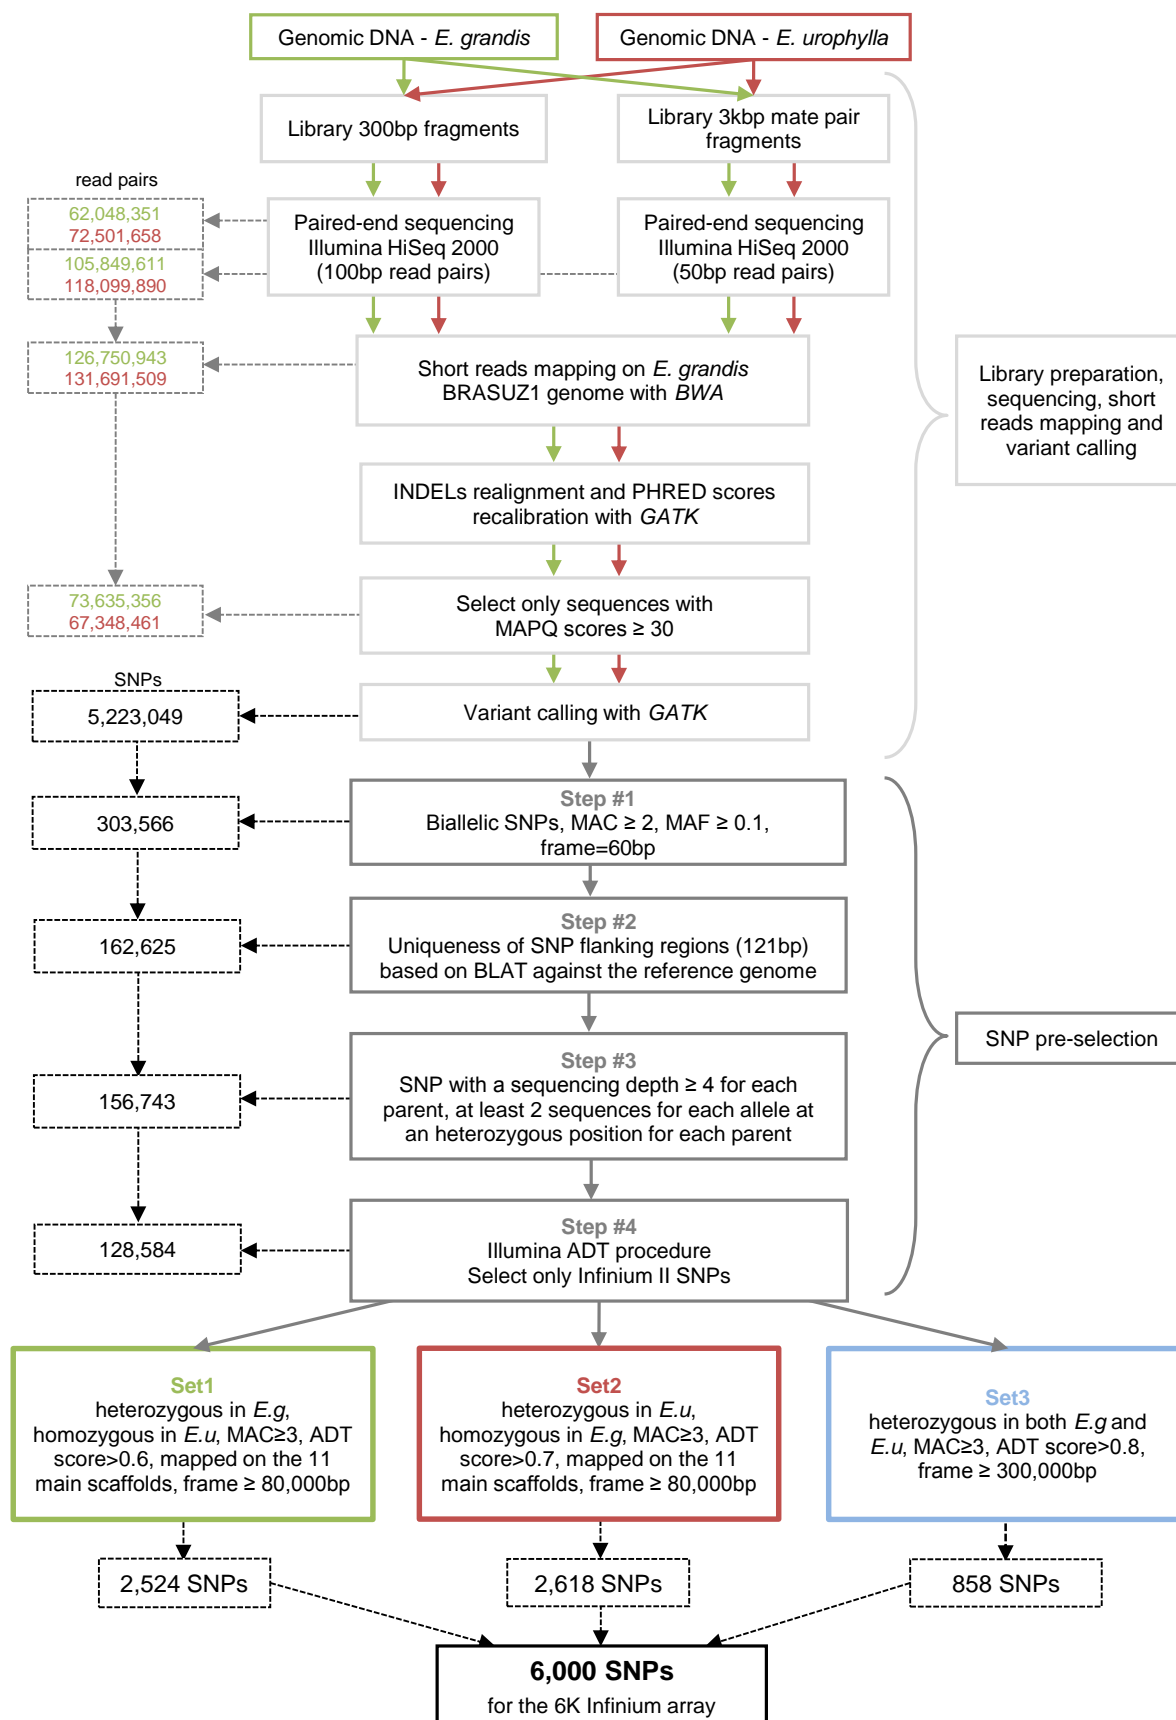 Genomic DNA - E. grandis
Genomic DNA - E. urophylla
Library 300bp fragments
Library 3kbp mate pair
fragments
read pairs
62,048,351
72,501,658
105,849,611
118,099,890
Paired-end sequencing
Illumina HiSeq 2000
(100bp read pairs)
Paired-end sequencing
Illumina HiSeq 2000
(50bp read pairs)
126,750,943
131,691,509
Short reads mapping on E. grandis
BRASUZ1 genome with BWA
Library preparation,
sequencing, short
reads mapping and
variant calling
INDELs realignment and PHRED scores
recalibration with GATK
73,635,356
67,348,461
Select only sequences with
MAPQ scores ≥ 30
SNPs
5,223,049
Variant calling with GATK
303,566
Step #1
Biallelic SNPs, MAC ≥ 2, MAF ≥ 0.1,
frame=60bp
162,625
Step #2
Uniqueness of SNP flanking regions (121bp)
based on BLAT against the reference genome
SNP pre-selection
156,743
Step #3
SNP with a sequencing depth ≥ 4 for each
parent, at least 2 sequences for each allele at
an heterozygous position for each parent
128,584
Step #4
Illumina ADT procedure
Select only Infinium II SNPs
Set1
heterozygous in E.g,
homozygous in E.u, MAC≥3, ADT
score>0.6, mapped on the 11
main scaffolds, frame ≥ 80,000bp
Set2
heterozygous in E.u,
homozygous in E.g, MAC≥3, ADT
score>0.7, mapped on the 11
main scaffolds, frame ≥ 80,000bp
Set3
heterozygous in both E.g and
E.u, MAC≥3, ADT score>0.8,
frame ≥ 300,000bp
2,524 SNPs
2,618 SNPs
858 SNPs
6,000 SNPs
for the 6K Infinium array